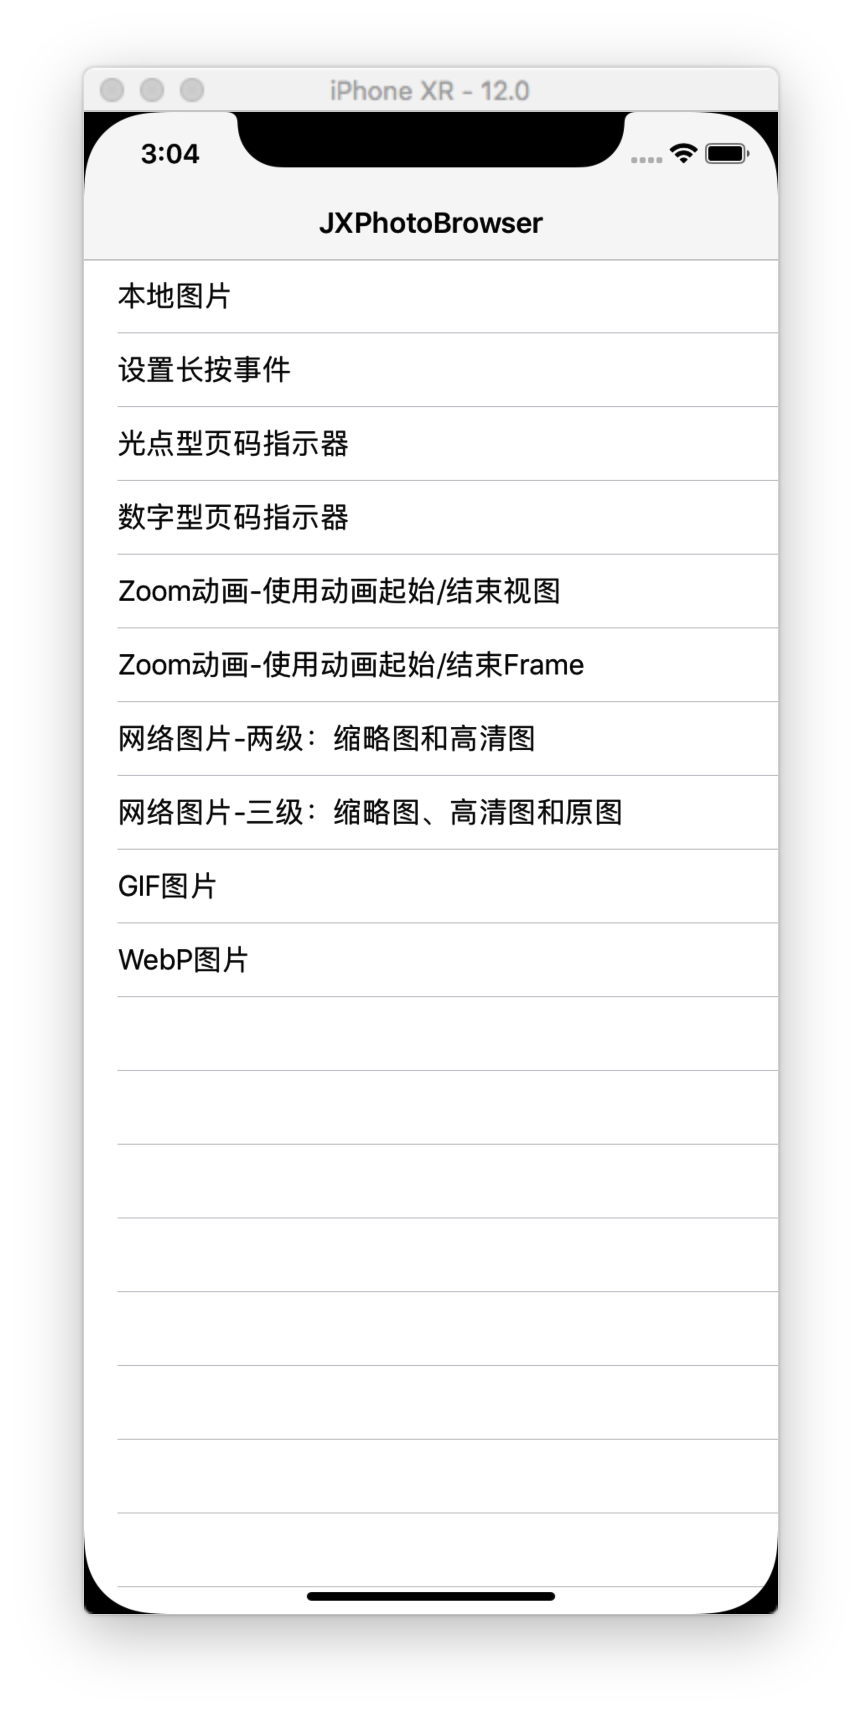 iPhone XR - 12.0
3:04
JXPhotoBrowser
本地图片
设置长按事件
光点型页码指示器
数字型页码指示器
Zoom动画-使用动画起始/结束视图
Zoom动画-使用动画起始/结束Frame
网络图片-两级：缩略图和高清图
网络图片-三级：缩略图、高清图和原图
GIF图片
WebP图片